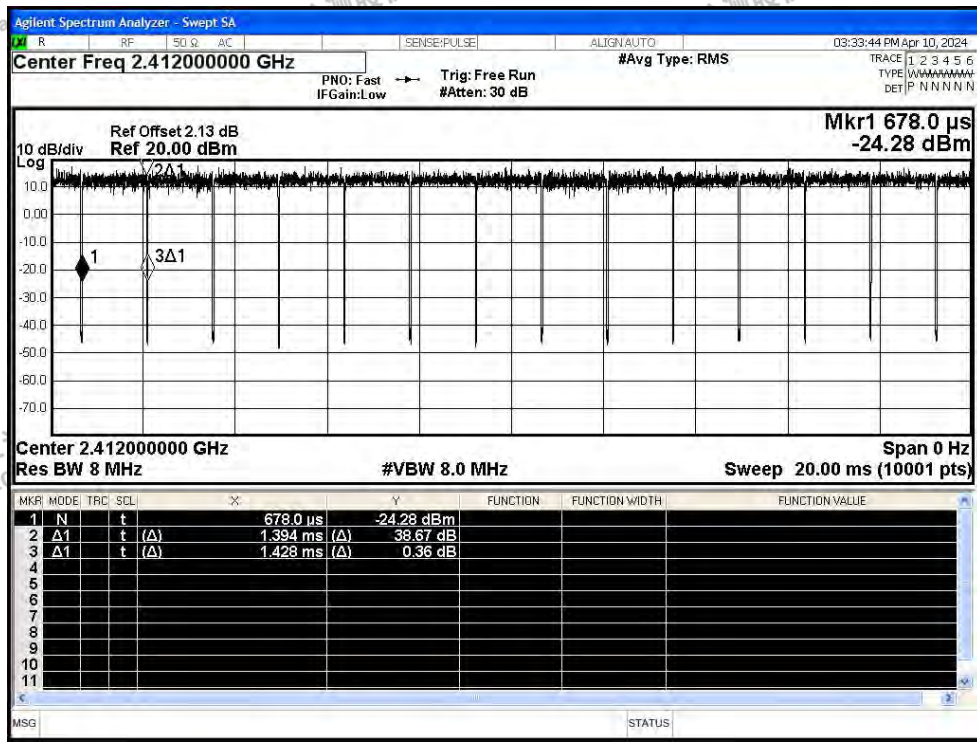 Agilent Spectrum Analyzer - Swept SA
LXI R RF 50 Ω AC SENSE:PULSE ALIGN AUTO 03:33:44 PM Apr 10, 2024
Center Freq 2.412000000 GHz #Avg Type: RMS TRACE 1 2 3 4 5 6
PNO: Fast Trig: Free Run TYPE WWWWWW
IFGain:Low #Atten: 30 dB DET P N N N N N
Mkr1 678.0 µs
-24.28 dBm
Ref Offset 2.13 dB
10 dB/div Ref 20.00 dBm
Log
2Δ1
10.0
0.00
-10.0
1 3Δ1
-20.0
-30.0
-40.0
-50.0
-60.0
-70.0
Center 2.412000000 GHz Span 0 Hz
Res BW 8 MHz #VBW 8.0 MHz Sweep 20.00 ms (10001 pts)
MKR MODE TRC SCL X Y FUNCTION FUNCTION WIDTH FUNCTION VALUE
1 N t 678.0 µs -24.28 dBm
2 Δ1 t (Δ) 1.394 ms (Δ) 38.67 dB
3 Δ1 t (Δ) 1.428 ms (Δ) 0.36 dB
4
5
6
7
8
9
10
11
MSG STATUS